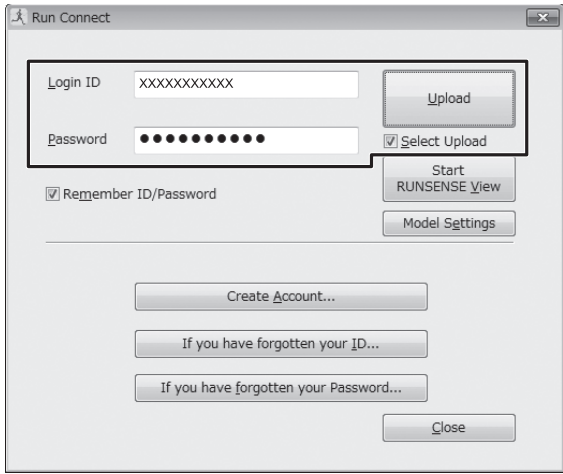 Run Connect
Login ID XXXXXXXXXXX
Upload
Password ●●●●●●●●●●
Select Upload
Start
RUNSENSE View
Remember ID/Password
Model Settings
Create Account...
If you have forgotten your ID...
If you have forgotten your Password...
Close